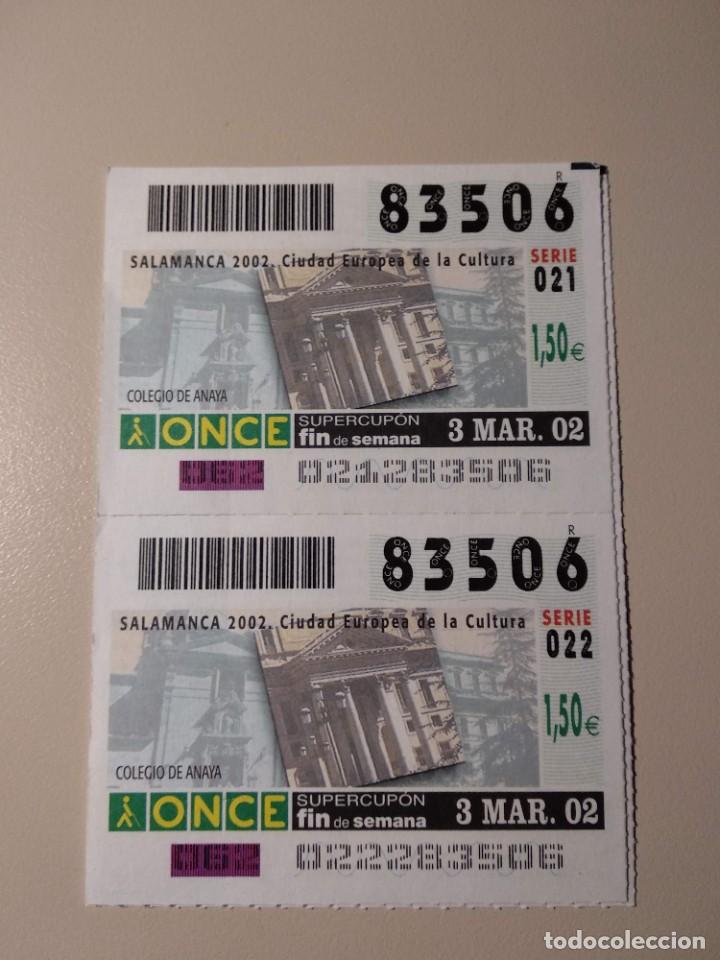 R
83506
SALAMANCA 2002. Ciudad Europea de la Cultura
SERIE
021
1,50€
COLEGIO DE ANAYA
ONCE SUPERCUPÓN fin de semana 3 MAR. 02
062 021283506
R
83506
SALAMANCA 2002. Ciudad Europea de la Cultura
SERIE
022
1,50€
COLEGIO DE ANAYA
ONCE SUPERCUPÓN fin de semana 3 MAR. 02
062 022283506
todocoleccion